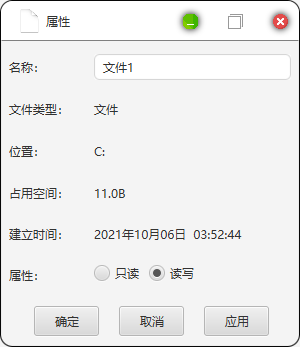 属性
名称: 文件1
文件类型: 文件
位置: C:
占用空间: 11.0B
建立时间: 2021年10月06日 03:52:44
属性: 只读 读写
确定 取消 应用